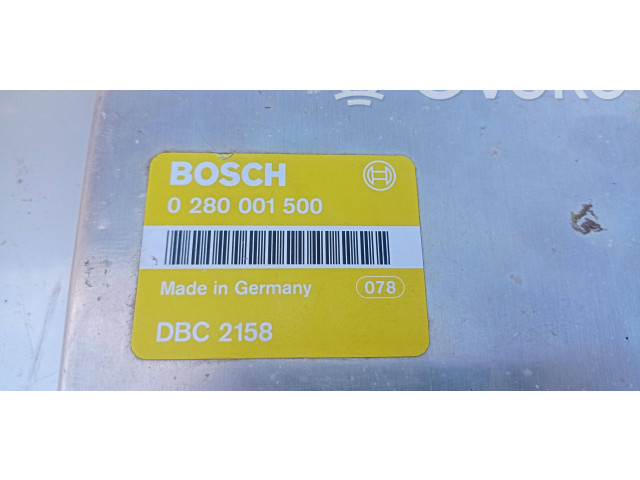 BOSCH
0 280 001 500
Made in Germany 078
DBC 2158